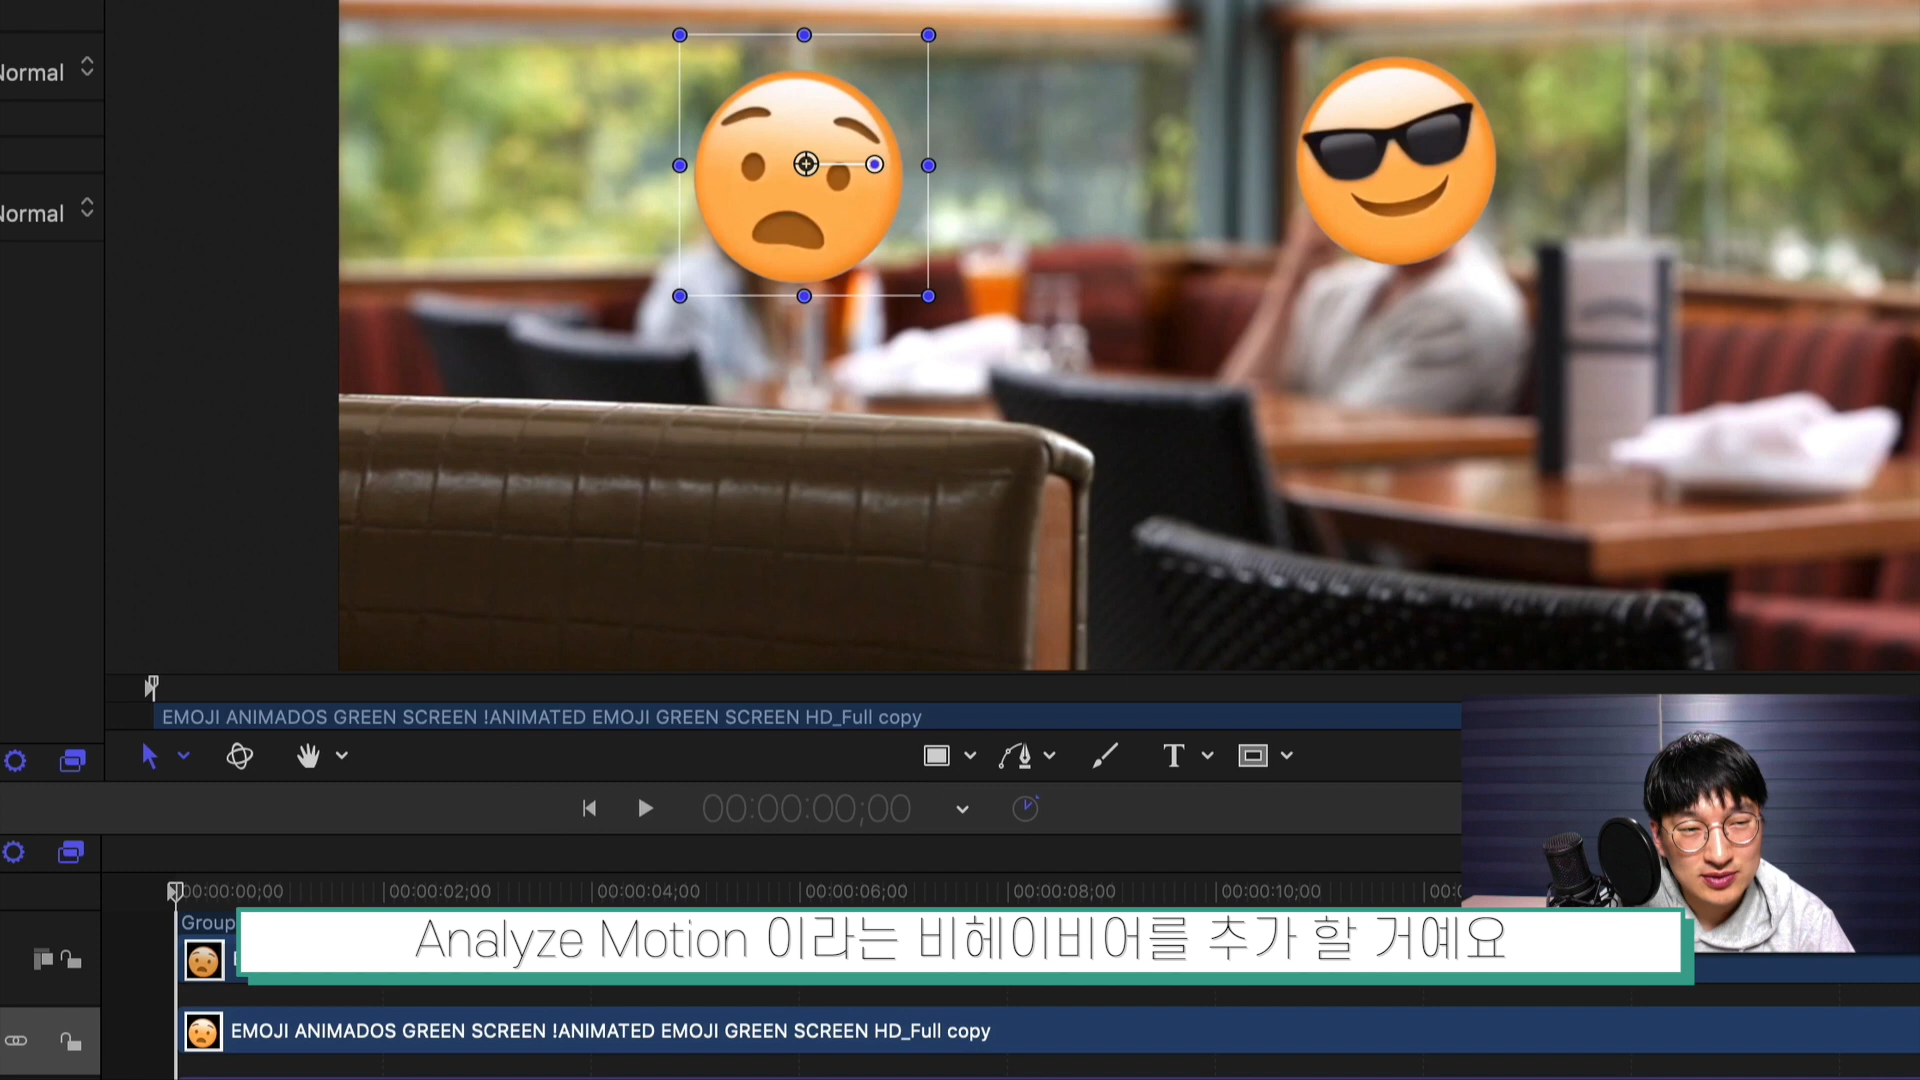 Normal
Normal
EMOJI ANIMADOS GREEN SCREEN !ANIMATED EMOJI GREEN SCREEN HD_Full copy
T
00:00:00;00
00:00:00;00 00:00:02;00 00:00:04;00 00:00:06;00 00:00:08;00 00:00:10;00
Group
Analyze Motion 이라는 비헤이비어를 추가 할 거예요
EMOJI ANIMADOS GREEN SCREEN !ANIMATED EMOJI GREEN SCREEN HD_Full copy